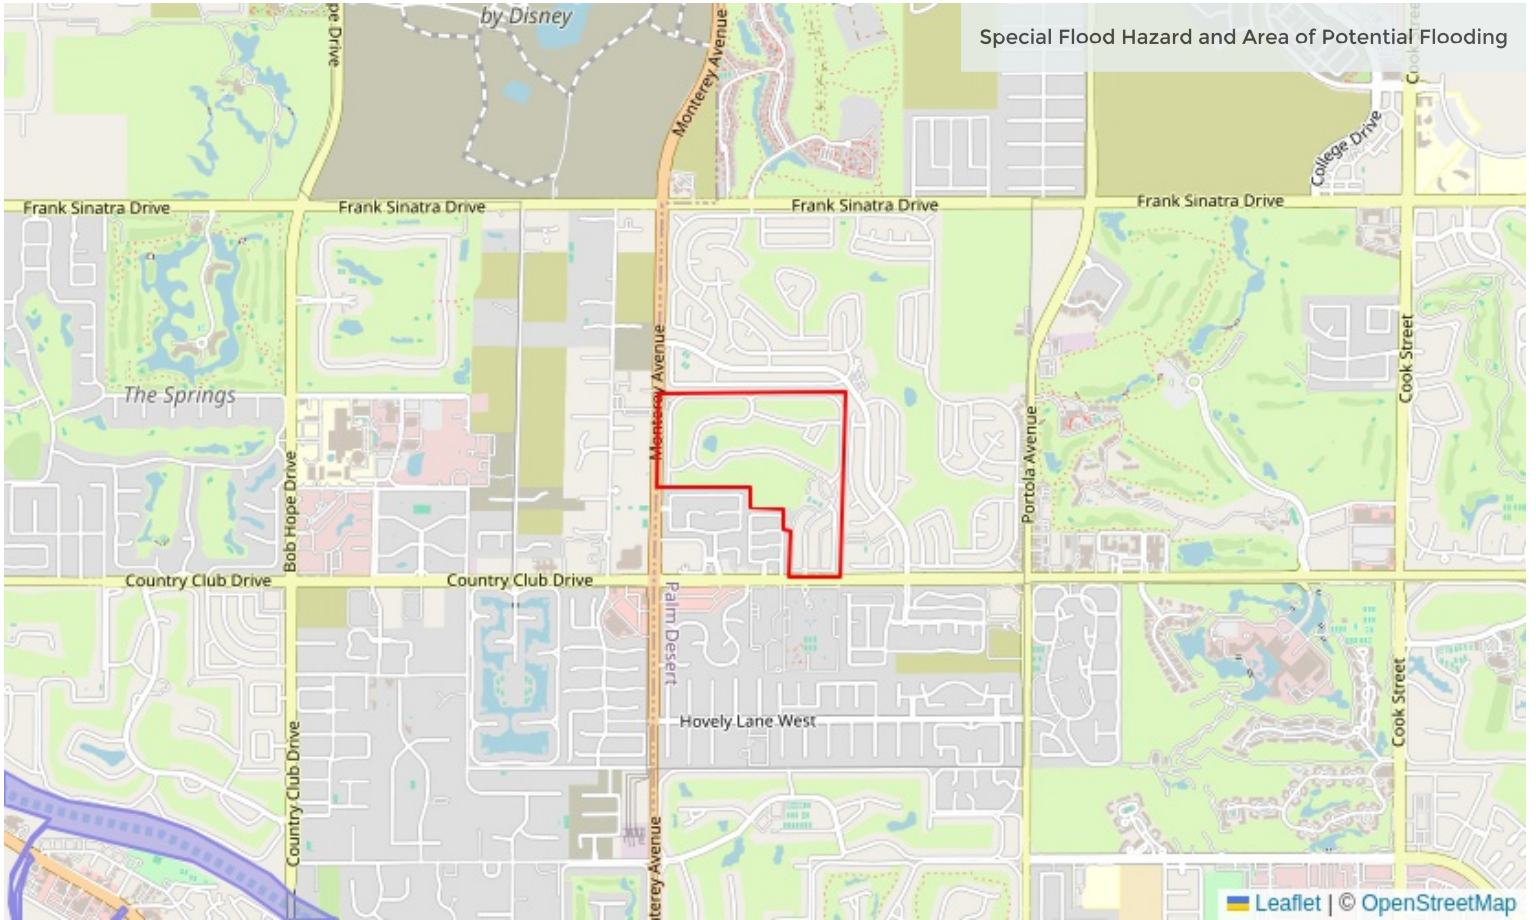 by Disney
Special Flood Hazard and Area of Potential Flooding
Monterey Avenue
College Drive
Frank Sinatra Drive
Frank Sinatra Drive
Frank Sinatra Drive
Frank Sinatra Drive
The Springs
Monterey Avenue
Cook Street
Bob Hope Drive
Portola Avenue
Country Club Drive
Country Club Drive
Palm Desert
Hovely Lane West
Country Club Drive
Cook Street
terey Avenue
Leaflet | © OpenStreetMap